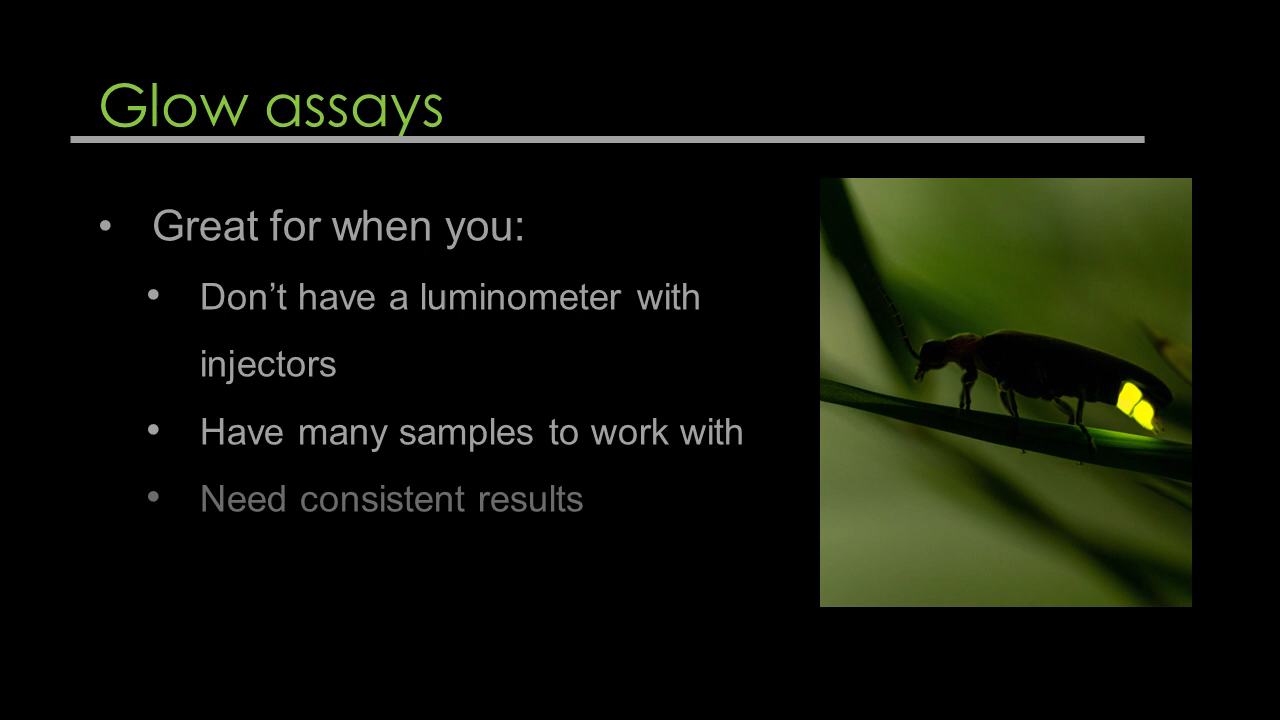 Glow assays
• Great for when you:
• Don’t have a luminometer with
injectors
• Have many samples to work with
• Need consistent results